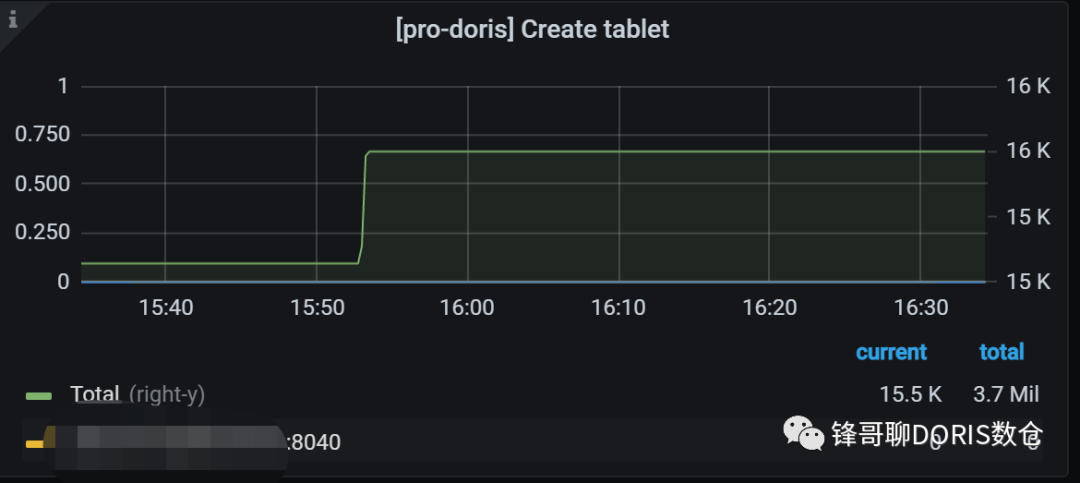 [pro-doris] Create tablet
1
0.750
0.500
0.250
0
16 K
16 K
15 K
15 K
15:40 15:50 16:00 16:10 16:20 16:30
current total
Total (right-y) 15.5 K 3.7 Mil
:8040
锋哥聊DORIS数仓